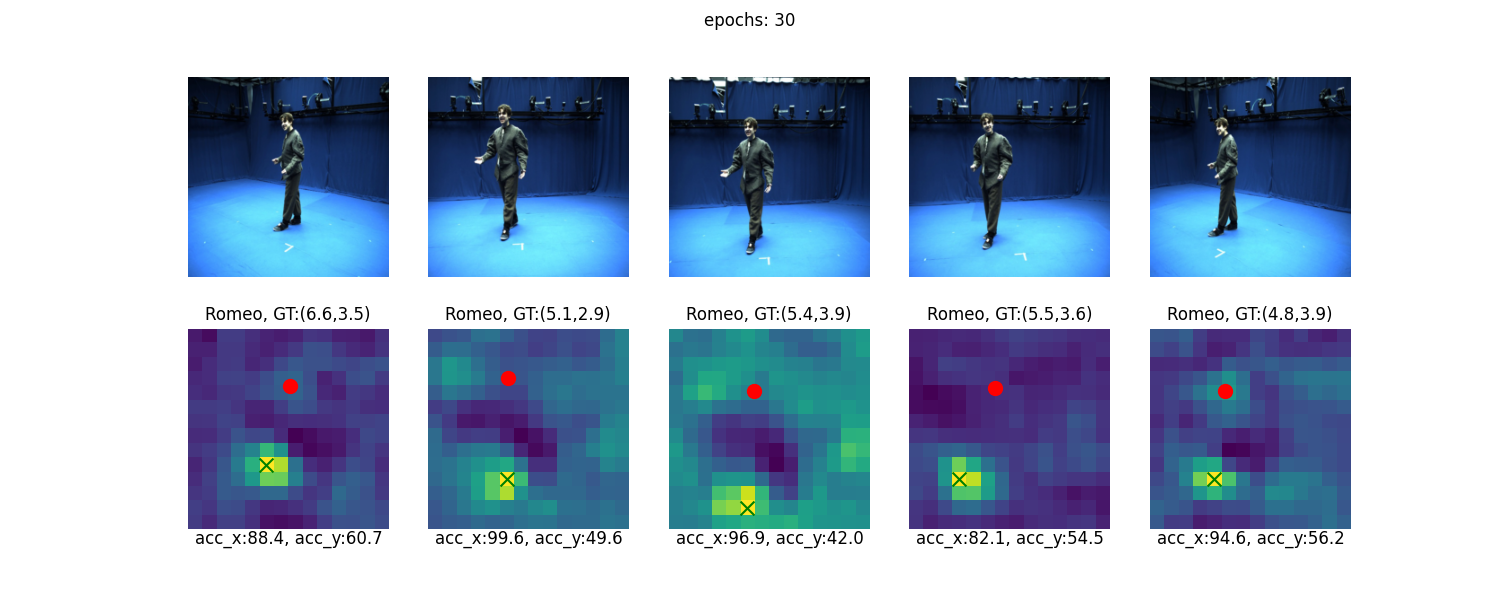 epochs: 30
Romeo, GT:(6.6,3.5)
Romeo, GT:(5.1,2.9)
Romeo, GT:(5.4,3.9)
Romeo, GT:(5.5,3.6)
Romeo, GT:(4.8,3.9)
acc_x:88.4, acc_y:60.7
acc_x:99.6, acc_y:49.6
acc_x:96.9, acc_y:42.0
acc_x:82.1, acc_y:54.5
acc_x:94.6, acc_y:56.2